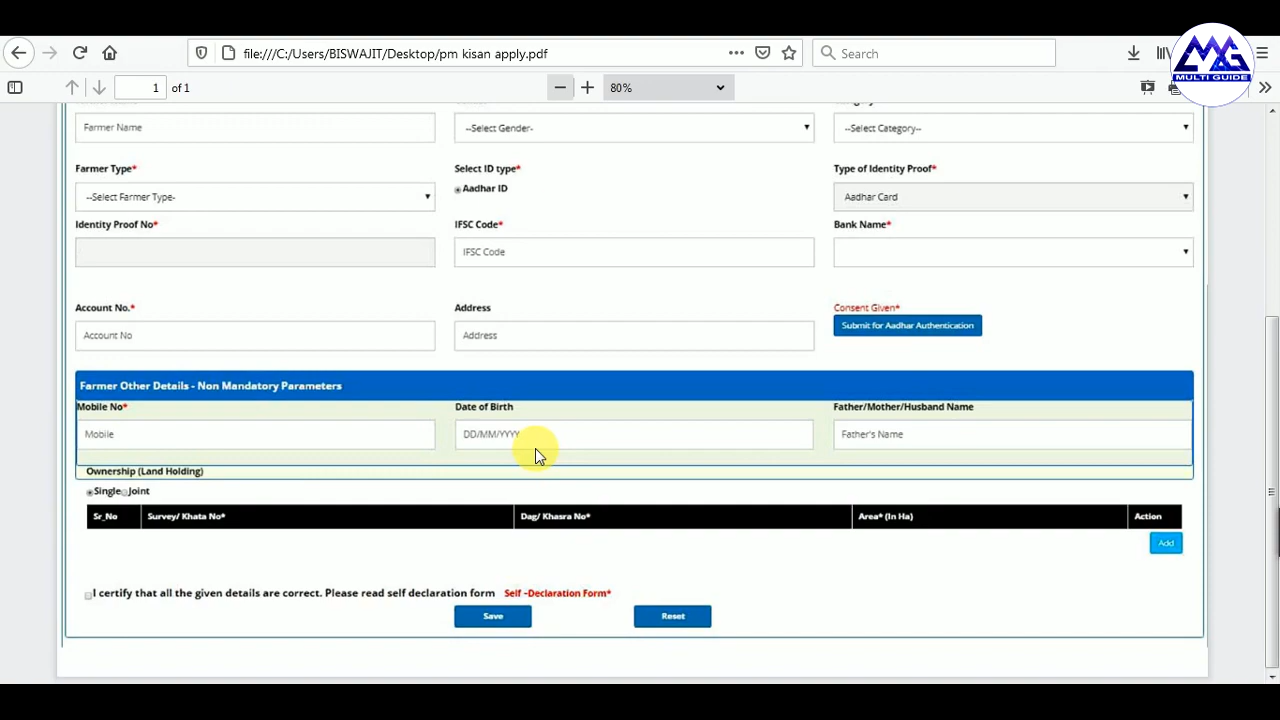 file:///C:/Users/BISWAJIT/Desktop/pm kisan apply.pdf
Search
MULTI GUIDE
1 of 1
80%
Farmer Name
--Select Gender-
--Select Category--
Farmer Type*
Select ID type*
Type of Identity Proof*
--Select Farmer Type-
Aadhar ID
Aadhar Card
Identity Proof No*
IFSC Code*
Bank Name*
IFSC Code
Account No.*
Address
Consent Given*
Account No
Address
Submit for Aadhar Authentication
Farmer Other Details - Non Mandatory Parameters
Mobile No*
Date of Birth
Father/Mother/Husband Name
Mobile
DD/MM/YYYY
Father's Name
Ownership (Land Holding)
Single Joint
Sr_No
Survey/ Khata No*
Dag/ Khasra No*
Area* (In Ha)
Action
Add
I certify that all the given details are correct. Please read self declaration form Self -Declaration Form*
Save
Reset